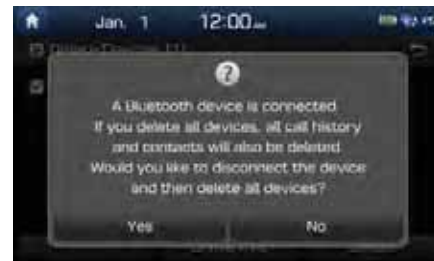 Jan. 1 12:00
A Bluetooth device is connected
If you delete all devices, all call history
and contacts will also be deleted
Would you like to disconnect the device
and then delete all devices?
Yes No